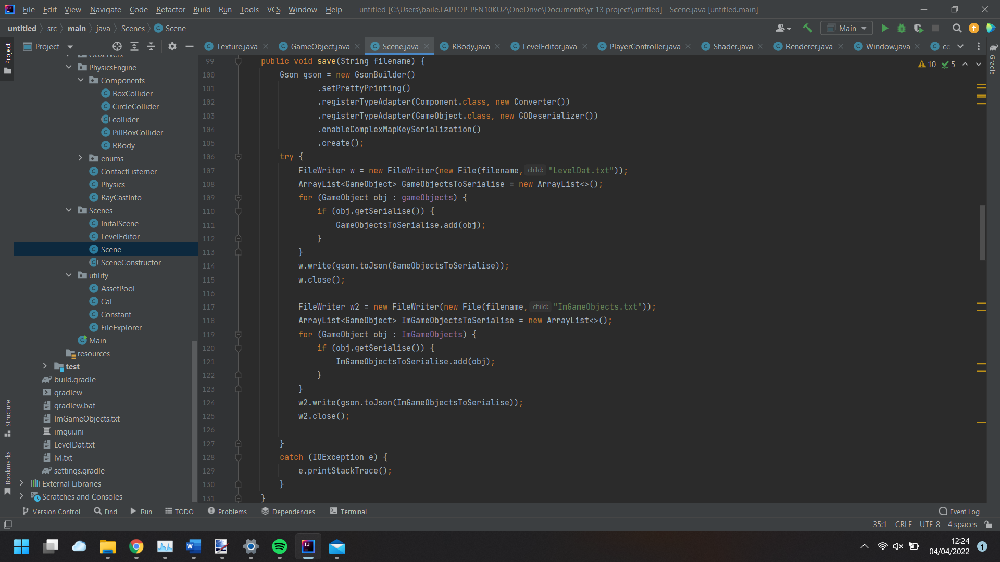 File Edit View Navigate Code Refactor Build Run Tools VCS Window Help untitled [C:\Users\baile.LAPTOP-PFN10KU2\OneDrive\Documents\yr 13 project\untitled] - Scene.java [untitled.main]
untitled src main java Scenes Scene Main
Project Texture.java GameObject.java Scene.java RBody.java LevelEditor.java PlayerController.java Shader.java Renderer.java Window.java
Project
Structure
Bookmarks
Gradle
Observers
PhysicsEngine
Components
BoxCollider
CircleCollider
collider
PillBoxCollider
RBody
enums
ContactListerner
Physics
RayCastInfo
Scenes
InitalScene
LevelEditor
Scene
SceneConstructor
utility
AssetPool
Cal
Constant
FileExplorer
Main
resources
test
build.gradle
gradlew
gradlew.bat
ImGameObjects.txt
imgui.ini
LevelDat.txt
lvl.txt
settings.gradle
External Libraries
Scratches and Consoles
10 5
99 public void save(String filename) {
100 Gson gson = new GsonBuilder()
101 .setPrettyPrinting()
102 .registerTypeAdapter(Component.class, new Converter())
103 .registerTypeAdapter(GameObject.class, new GODeserializer())
104 .enableComplexMapKeySerialization()
105 .create();
106 try {
107 FileWriter w = new FileWriter(new File(filename, child: "LevelDat.txt"));
108 ArrayList<GameObject> GameObjectsToSerialise = new ArrayList<>();
109 for (GameObject obj : gameObjects) {
110 if (obj.getSerialise()) {
111 GameObjectsToSerialise.add(obj);
112 }
113 }
114 w.write(gson.toJson(GameObjectsToSerialise));
115 w.close();
116
117 FileWriter w2 = new FileWriter(new File(filename, child: "ImGameObjects.txt"));
118 ArrayList<GameObject> ImGameObjectsToSerialise = new ArrayList<>();
119 for (GameObject obj : ImGameObjects) {
120 if (obj.getSerialise()) {
121 ImGameObjectsToSerialise.add(obj);
122 }
123 }
124 w2.write(gson.toJson(ImGameObjectsToSerialise));
125 w2.close();
126
127 }
128 catch (IOException e) {
129 e.printStackTrace();
130 }
131 }
Version Control Find Run TODO Problems Dependencies Terminal Event Log
35:1 CRLF UTF-8 4 spaces
12:24
04/04/2022
1